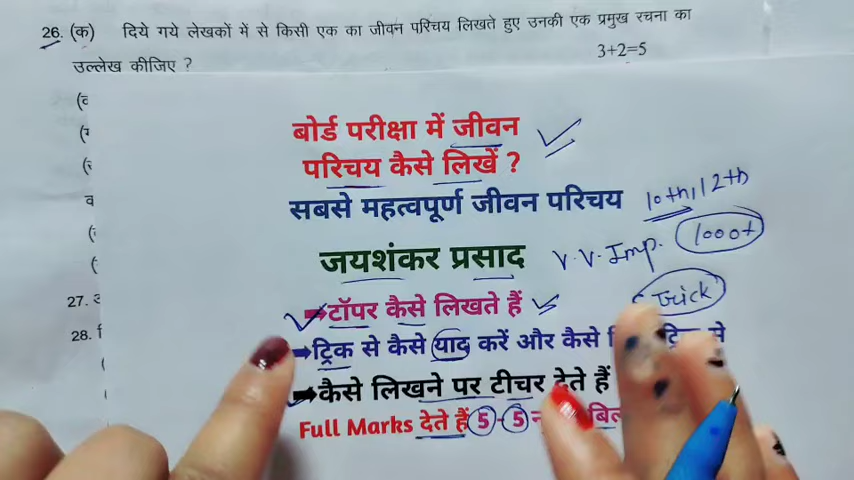 26. (क) दिये गये लेखकों में से किसी एक का जीवन परिचय लिखते हुए उनकी एक प्रमुख रचना का
उल्लेख कीजिए ?
3+2=5
बोर्ड परीक्षा में जीवन
परिचय कैसे लिखें ?
सबसे महत्वपूर्ण जीवन परिचय
10th, 12th
जयशंकर प्रसाद
V.V. Imp.
1000+
➡टॉपर कैसे लिखते हैं
Trick
➡ट्रिक से कैसे याद करें और कैसे से
➡कैसे लिखने पर टीचर देते हैं
Full Marks देते हैं 5-5
27.
28.